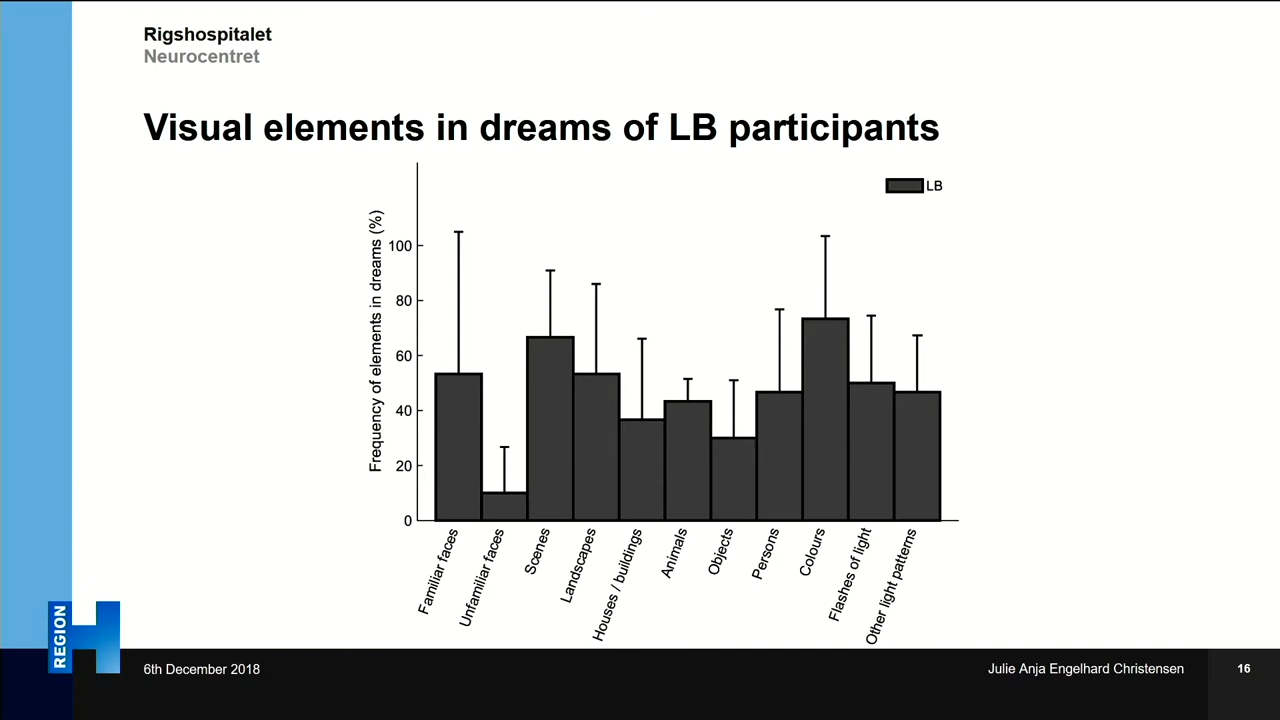 Rigshospitalet
Neurocentret
Visual elements in dreams of LB participants
LB
Frequency of elements in dreams (%)
100
80
60
40
20
0
Familiar faces
Unfamiliar faces
Scenes
Landscapes
Houses / buildings
Animals
Objects
Persons
Colours
Flashes of light
Other light patterns
REGION H
6th December 2018
Julie Anja Engelhard Christensen
16